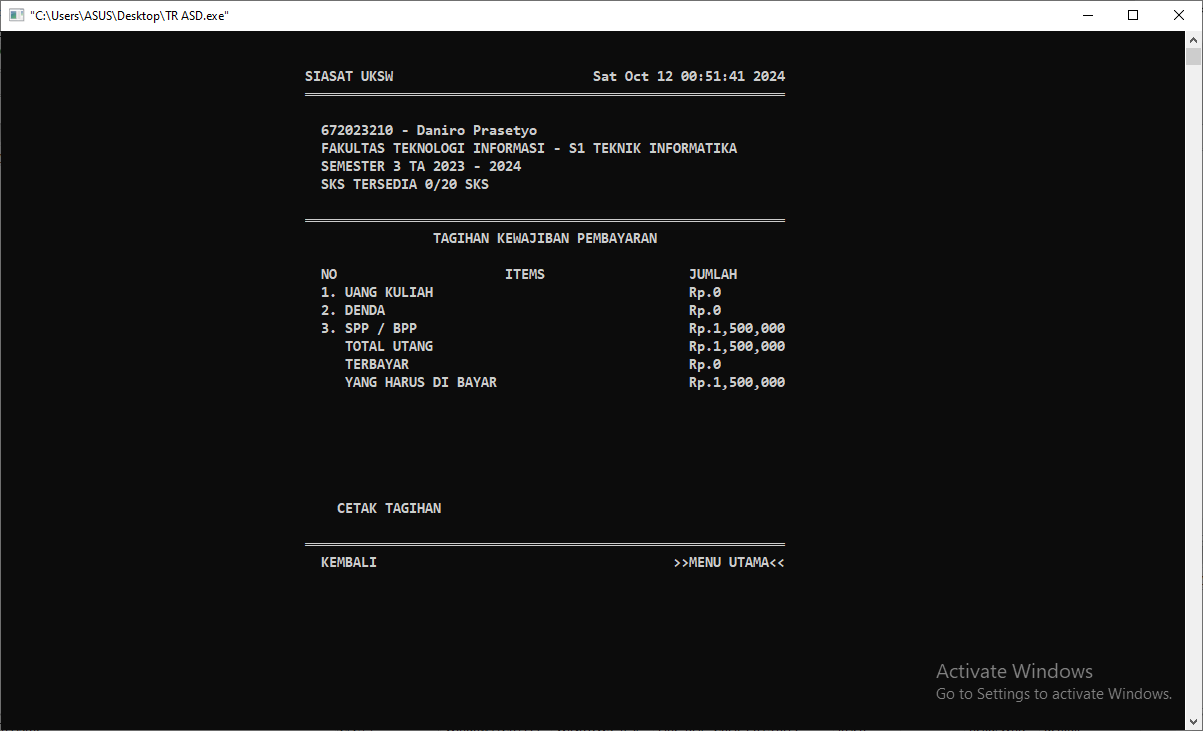 "C:\Users\ASUS\Desktop\TR ASD.exe"
SIASAT UKSW Sat Oct 12 00:51:41 2024
672023210 - Daniro Prasetyo
FAKULTAS TEKNOLOGI INFORMASI - S1 TEKNIK INFORMATIKA
SEMESTER 3 TA 2023 - 2024
SKS TERSEDIA 0/20 SKS
TAGIHAN KEWAJIBAN PEMBAYARAN
NO ITEMS JUMLAH
1. UANG KULIAH Rp.0
2. DENDA Rp.0
3. SPP / BPP Rp.1,500,000
TOTAL UTANG Rp.1,500,000
TERBAYAR Rp.0
YANG HARUS DI BAYAR Rp.1,500,000
CETAK TAGIHAN
KEMBALI >>MENU UTAMA<<
Activate Windows
Go to Settings to activate Windows.